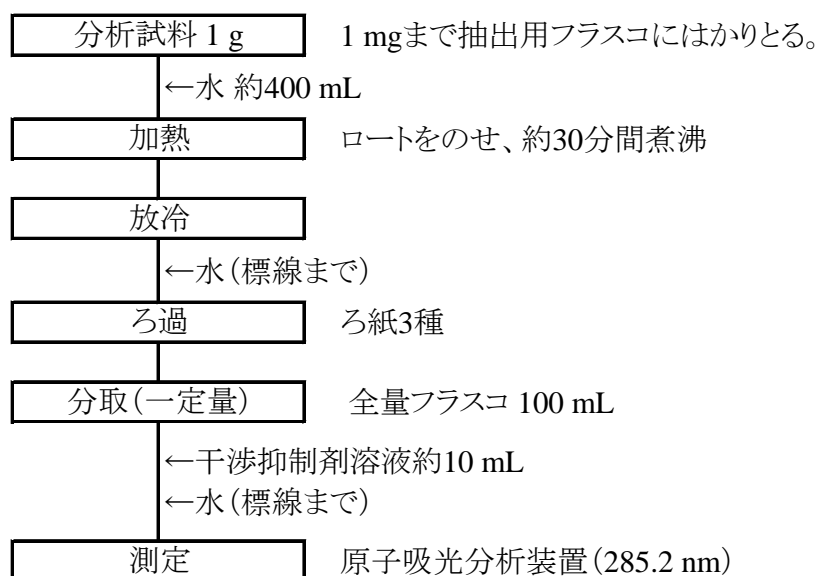 分析試料 1 g 1 mgまで抽出用フラスコにはかりとる。
←水 約400 mL
加熱 ロートをのせ、約30分間煮沸
放冷
←水(標線まで)
ろ過 ろ紙3種
分取(一定量) 全量フラスコ 100 mL
←干渉抑制剤溶液約10 mL
←水(標線まで)
測定 原子吸光分析装置(285.2 nm)